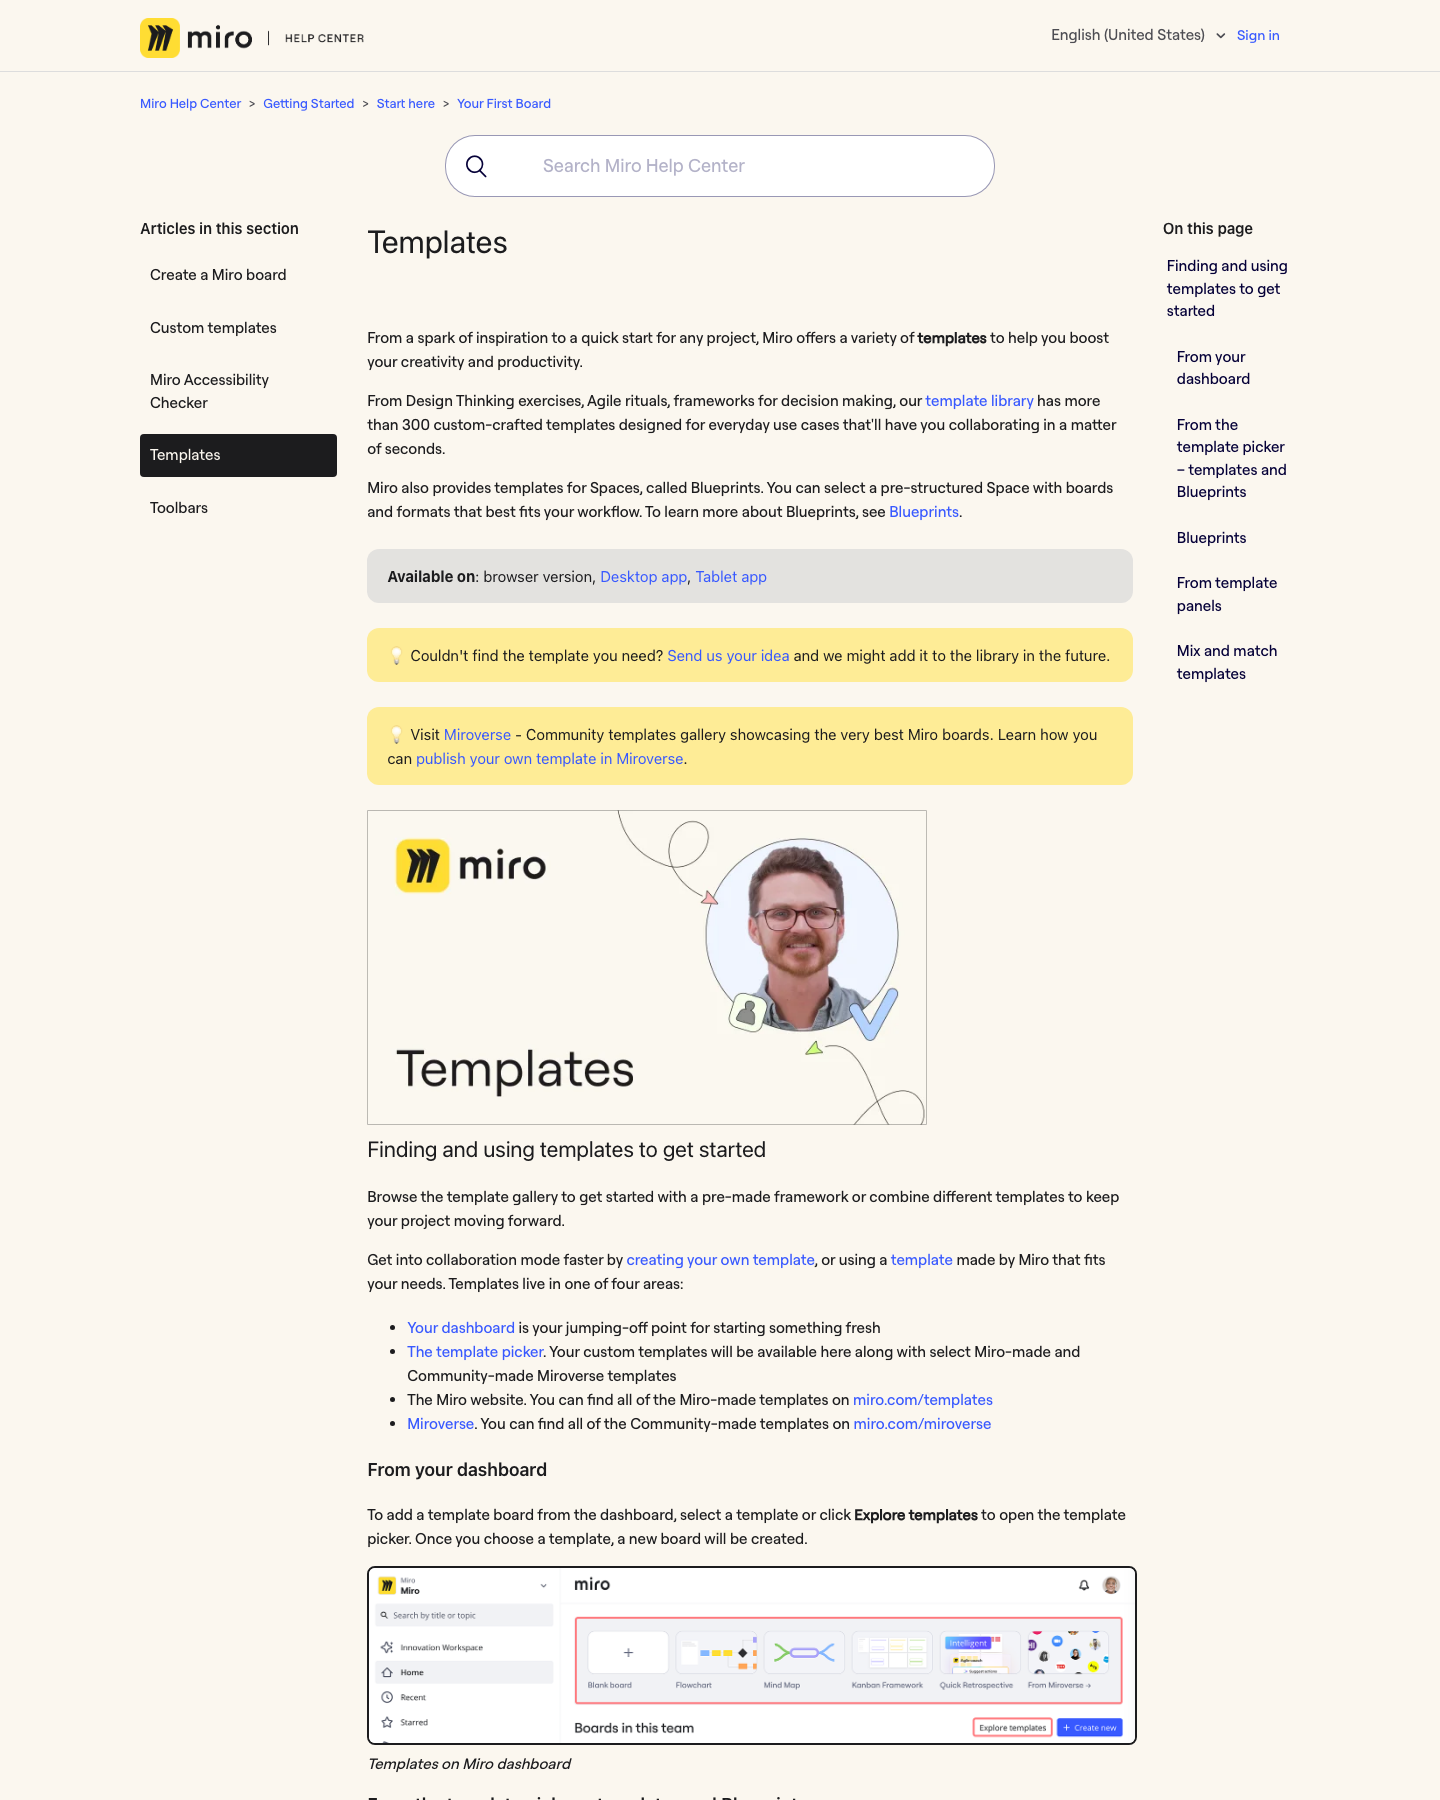 miro | HELP CENTER
English (United States) Sign in
Miro Help Center > Getting Started > Start here > Your First Board
Search Miro Help Center
Articles in this section
Create a Miro board
Custom templates
Miro Accessibility
Checker
Templates
Toolbars
Templates
From a spark of inspiration to a quick start for any project, Miro offers a variety of templates to help you boost
your creativity and productivity.
From Design Thinking exercises, Agile rituals, frameworks for decision making, our template library has more
than 300 custom-crafted templates designed for everyday use cases that'll have you collaborating in a matter
of seconds.
Miro also provides templates for Spaces, called Blueprints. You can select a pre-structured Space with boards
and formats that best fits your workflow. To learn more about Blueprints, see Blueprints.
Available on: browser version, Desktop app, Tablet app
💡 Couldn't find the template you need? Send us your idea and we might add it to the library in the future.
💡 Visit Miroverse - Community templates gallery showcasing the very best Miro boards. Learn how you
can publish your own template in Miroverse.
miro
Templates
Finding and using templates to get started
Browse the template gallery to get started with a pre-made framework or combine different templates to keep
your project moving forward.
Get into collaboration mode faster by creating your own template, or using a template made by Miro that fits
your needs. Templates live in one of four areas:
• Your dashboard is your jumping-off point for starting something fresh
• The template picker. Your custom templates will be available here along with select Miro-made and
Community-made Miroverse templates
• The Miro website. You can find all of the Miro-made templates on miro.com/templates
• Miroverse. You can find all of the Community-made templates on miro.com/miroverse
From your dashboard
To add a template board from the dashboard, select a template or click Explore templates to open the template
picker. Once you choose a template, a new board will be created.
Miro
Miro
Search by title or topic
Innovation Workspace
Home
Recent
Starred
miro
Intelligent
Blank board
Flowchart
Mind Map
Kanban Framework
Quick Retrospective
From Miroverse →
Boards in this team
Explore templates
+ Create new
Templates on Miro dashboard
On this page
Finding and using
templates to get
started
From your
dashboard
From the
template picker
– templates and
Blueprints
Blueprints
From template
panels
Mix and match
templates